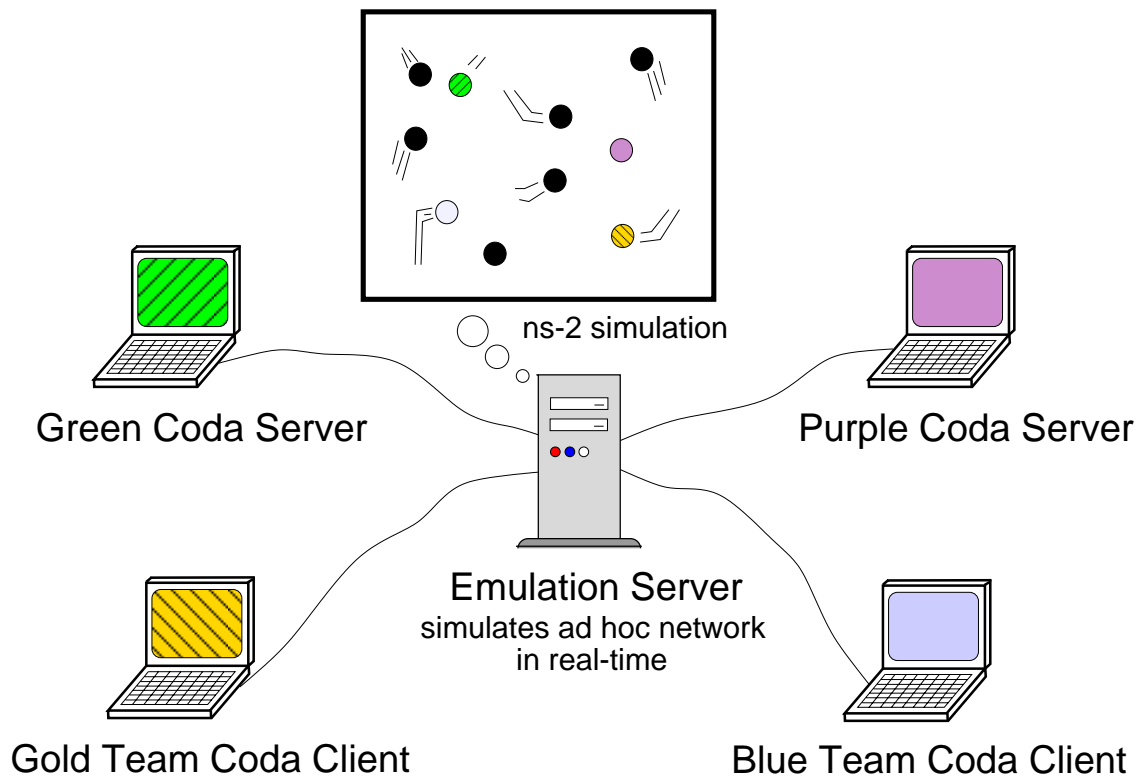 ns-2 simulation
Green Coda Server
Purple Coda Server
Emulation Server
simulates ad hoc network
in real-time
Gold Team Coda Client
Blue Team Coda Client